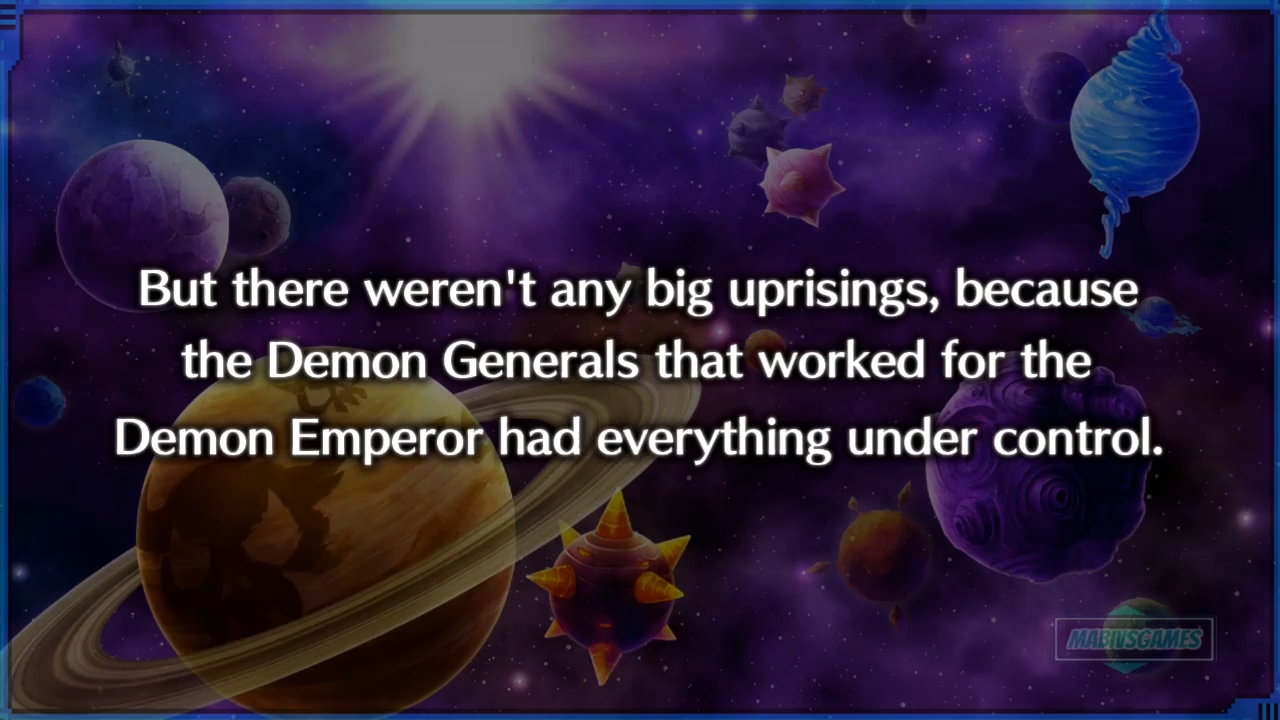 But there weren't any big uprisings, because
the Demon Generals that worked for the
Demon Emperor had everything under control.
MABIVSGAMES